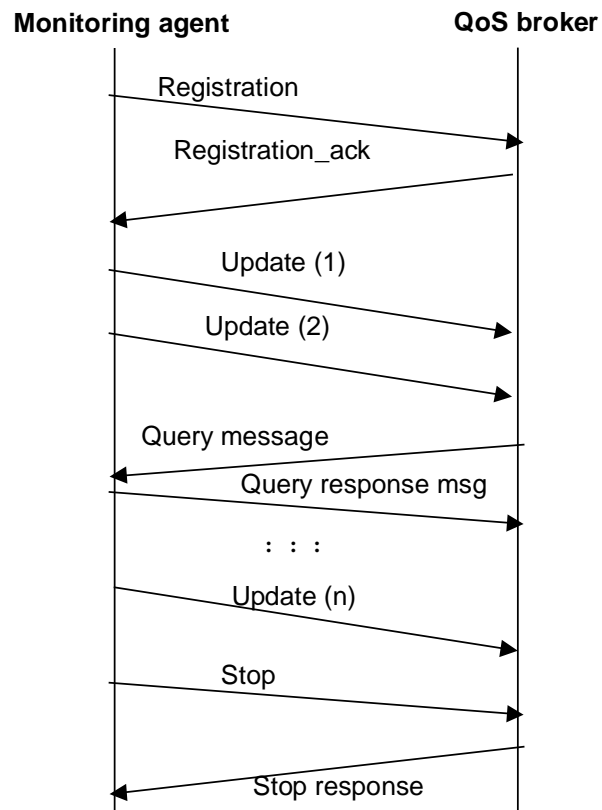 Monitoring agent QoS broker
Registration
Registration_ack
Update (1)
Update (2)
Query message
Query response msg
: : :
Update (n)
Stop
Stop response